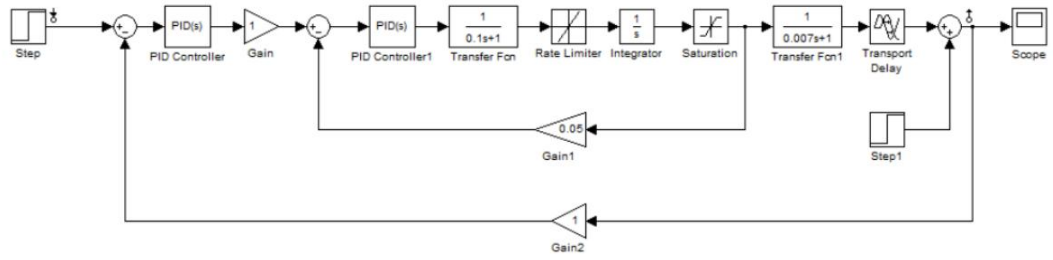 Step
PID(s)
PID Controller
1
Gain
PID(s)
PID Controller1
1
0.1s+1
Transfer Fcn
Rate Limiter
1
s
Integrator
Saturation
1
0.007s+1
Transfer Fcn1
Transport
Delay
Scope
0.05
Gain1
Step1
1
Gain2